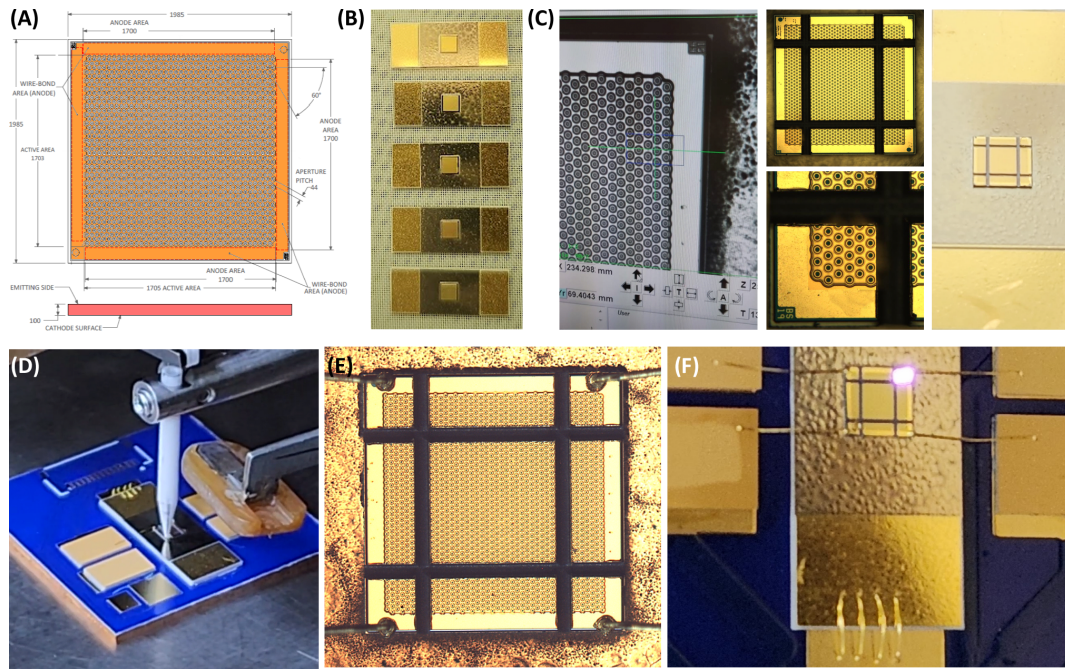 (A)
1985
ANODE AREA
1700
WIRE-BOND
AREA (ANODE)
60°
1985
ACTIVE AREA
1703
ANODE
AREA
1700
APERTURE
PITCH
44
ANODE AREA
1700
1705 ACTIVE AREA
WIRE-BOND
AREA (ANODE)
EMITTING SIDE
100
CATHODE SURFACE
(B)
(C)
234.298 mm
69.4043 mm
User
I
T
A
Z
T
(D)
(E)
(F)